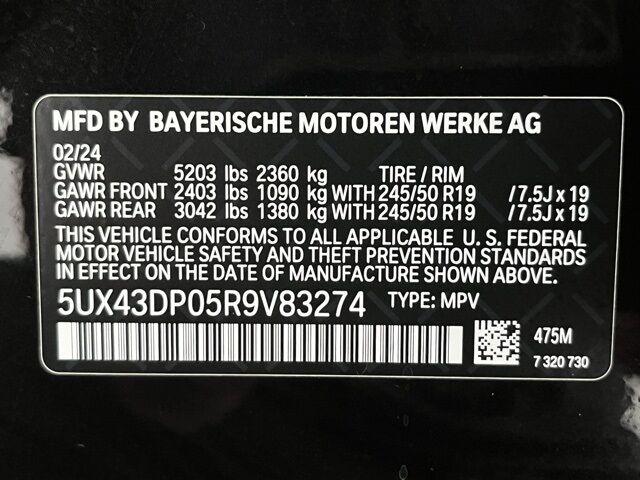 MFD BY BAYERISCHE MOTOREN WERKE AG
02/24
GVWR 5203 lbs 2360 kg TIRE / RIM
GAWR FRONT 2403 lbs 1090 kg WITH 245/50 R19 /7.5J x 19
GAWR REAR 3042 lbs 1380 kg WITH 245/50 R19 /7.5J x 19
THIS VEHICLE CONFORMS TO ALL APPLICABLE U. S. FEDERAL
MOTOR VEHICLE SAFETY AND THEFT PREVENTION STANDARDS
IN EFFECT ON THE DATE OF MANUFACTURE SHOWN ABOVE.
5UX43DP05R9V83274 TYPE: MPV
475M
7 320 730